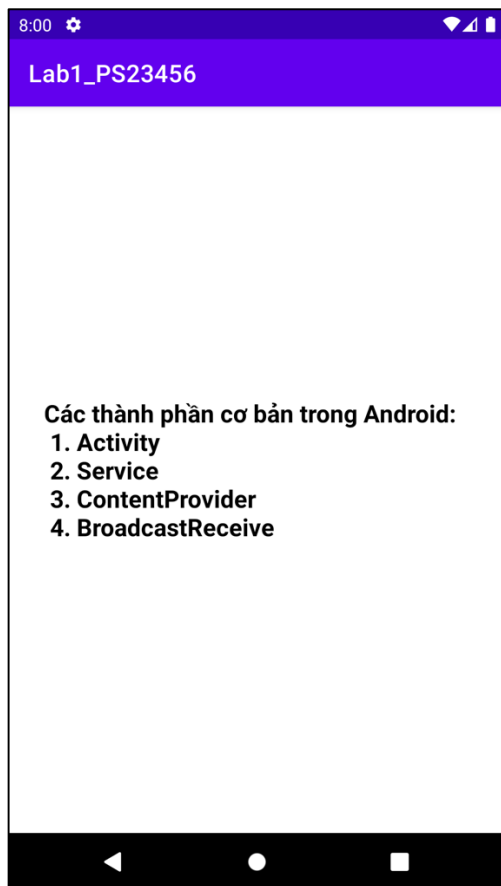 8:00
Lab1_PS23456
Các thành phần cơ bản trong Android:
1. Activity
2. Service
3. ContentProvider
4. BroadcastReceive